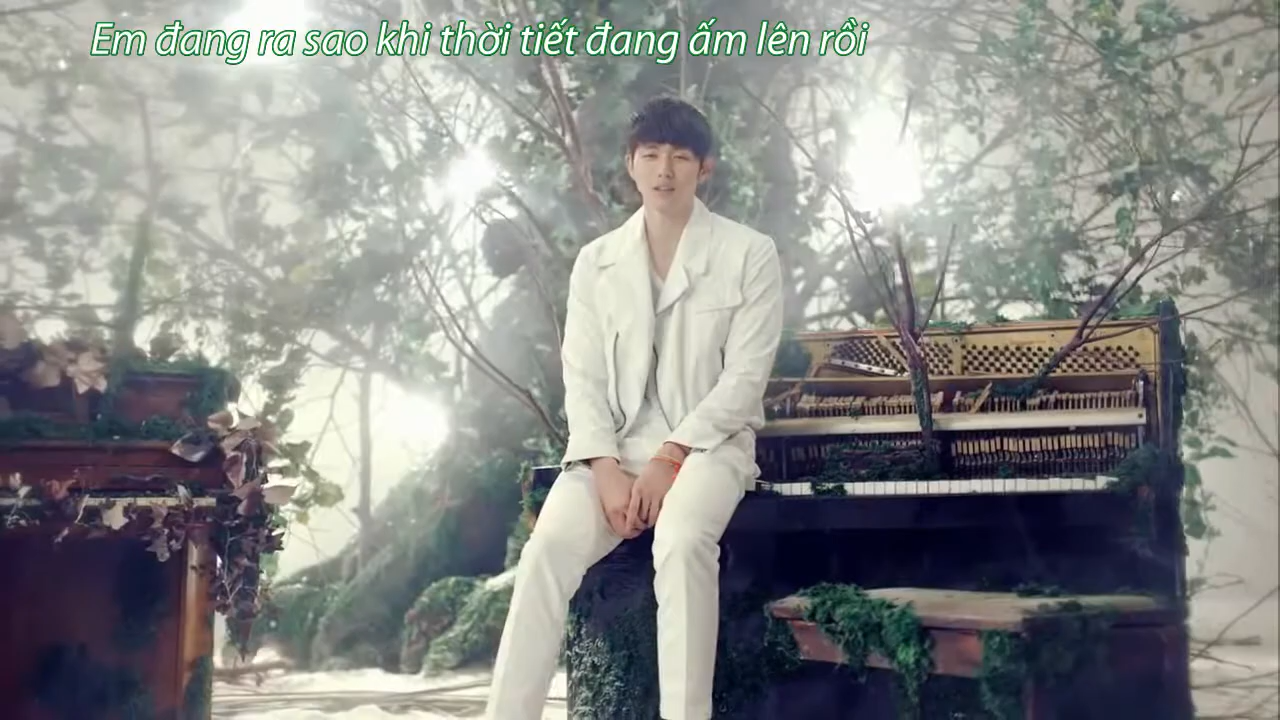 Em đang ra sao khi thời tiết đang ấm lên rồi